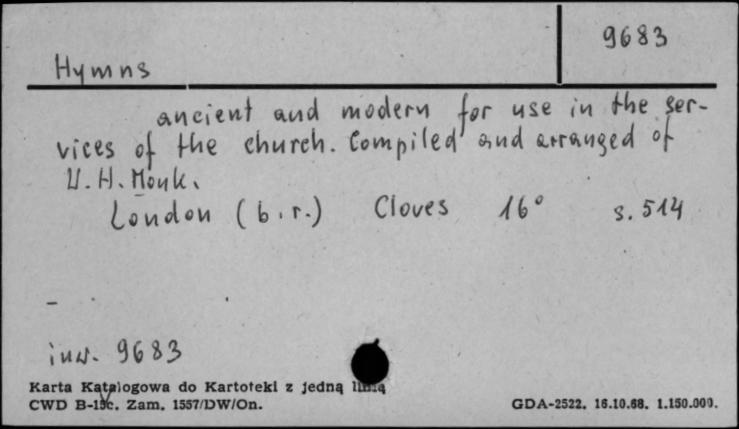 9683
Hymns
ancient and modern for use in the ser-
vices of the church. Compiled and arranged of
W. H. Monk.
London (b.r.) Cloves 16° s. 514
inw. 9683
Karta Katalogowa do Kartoteki z jedną linią
CWD B-15c. Zam. 1557/DW/On.
GDA-2522. 16.10.68. 1.150.000.